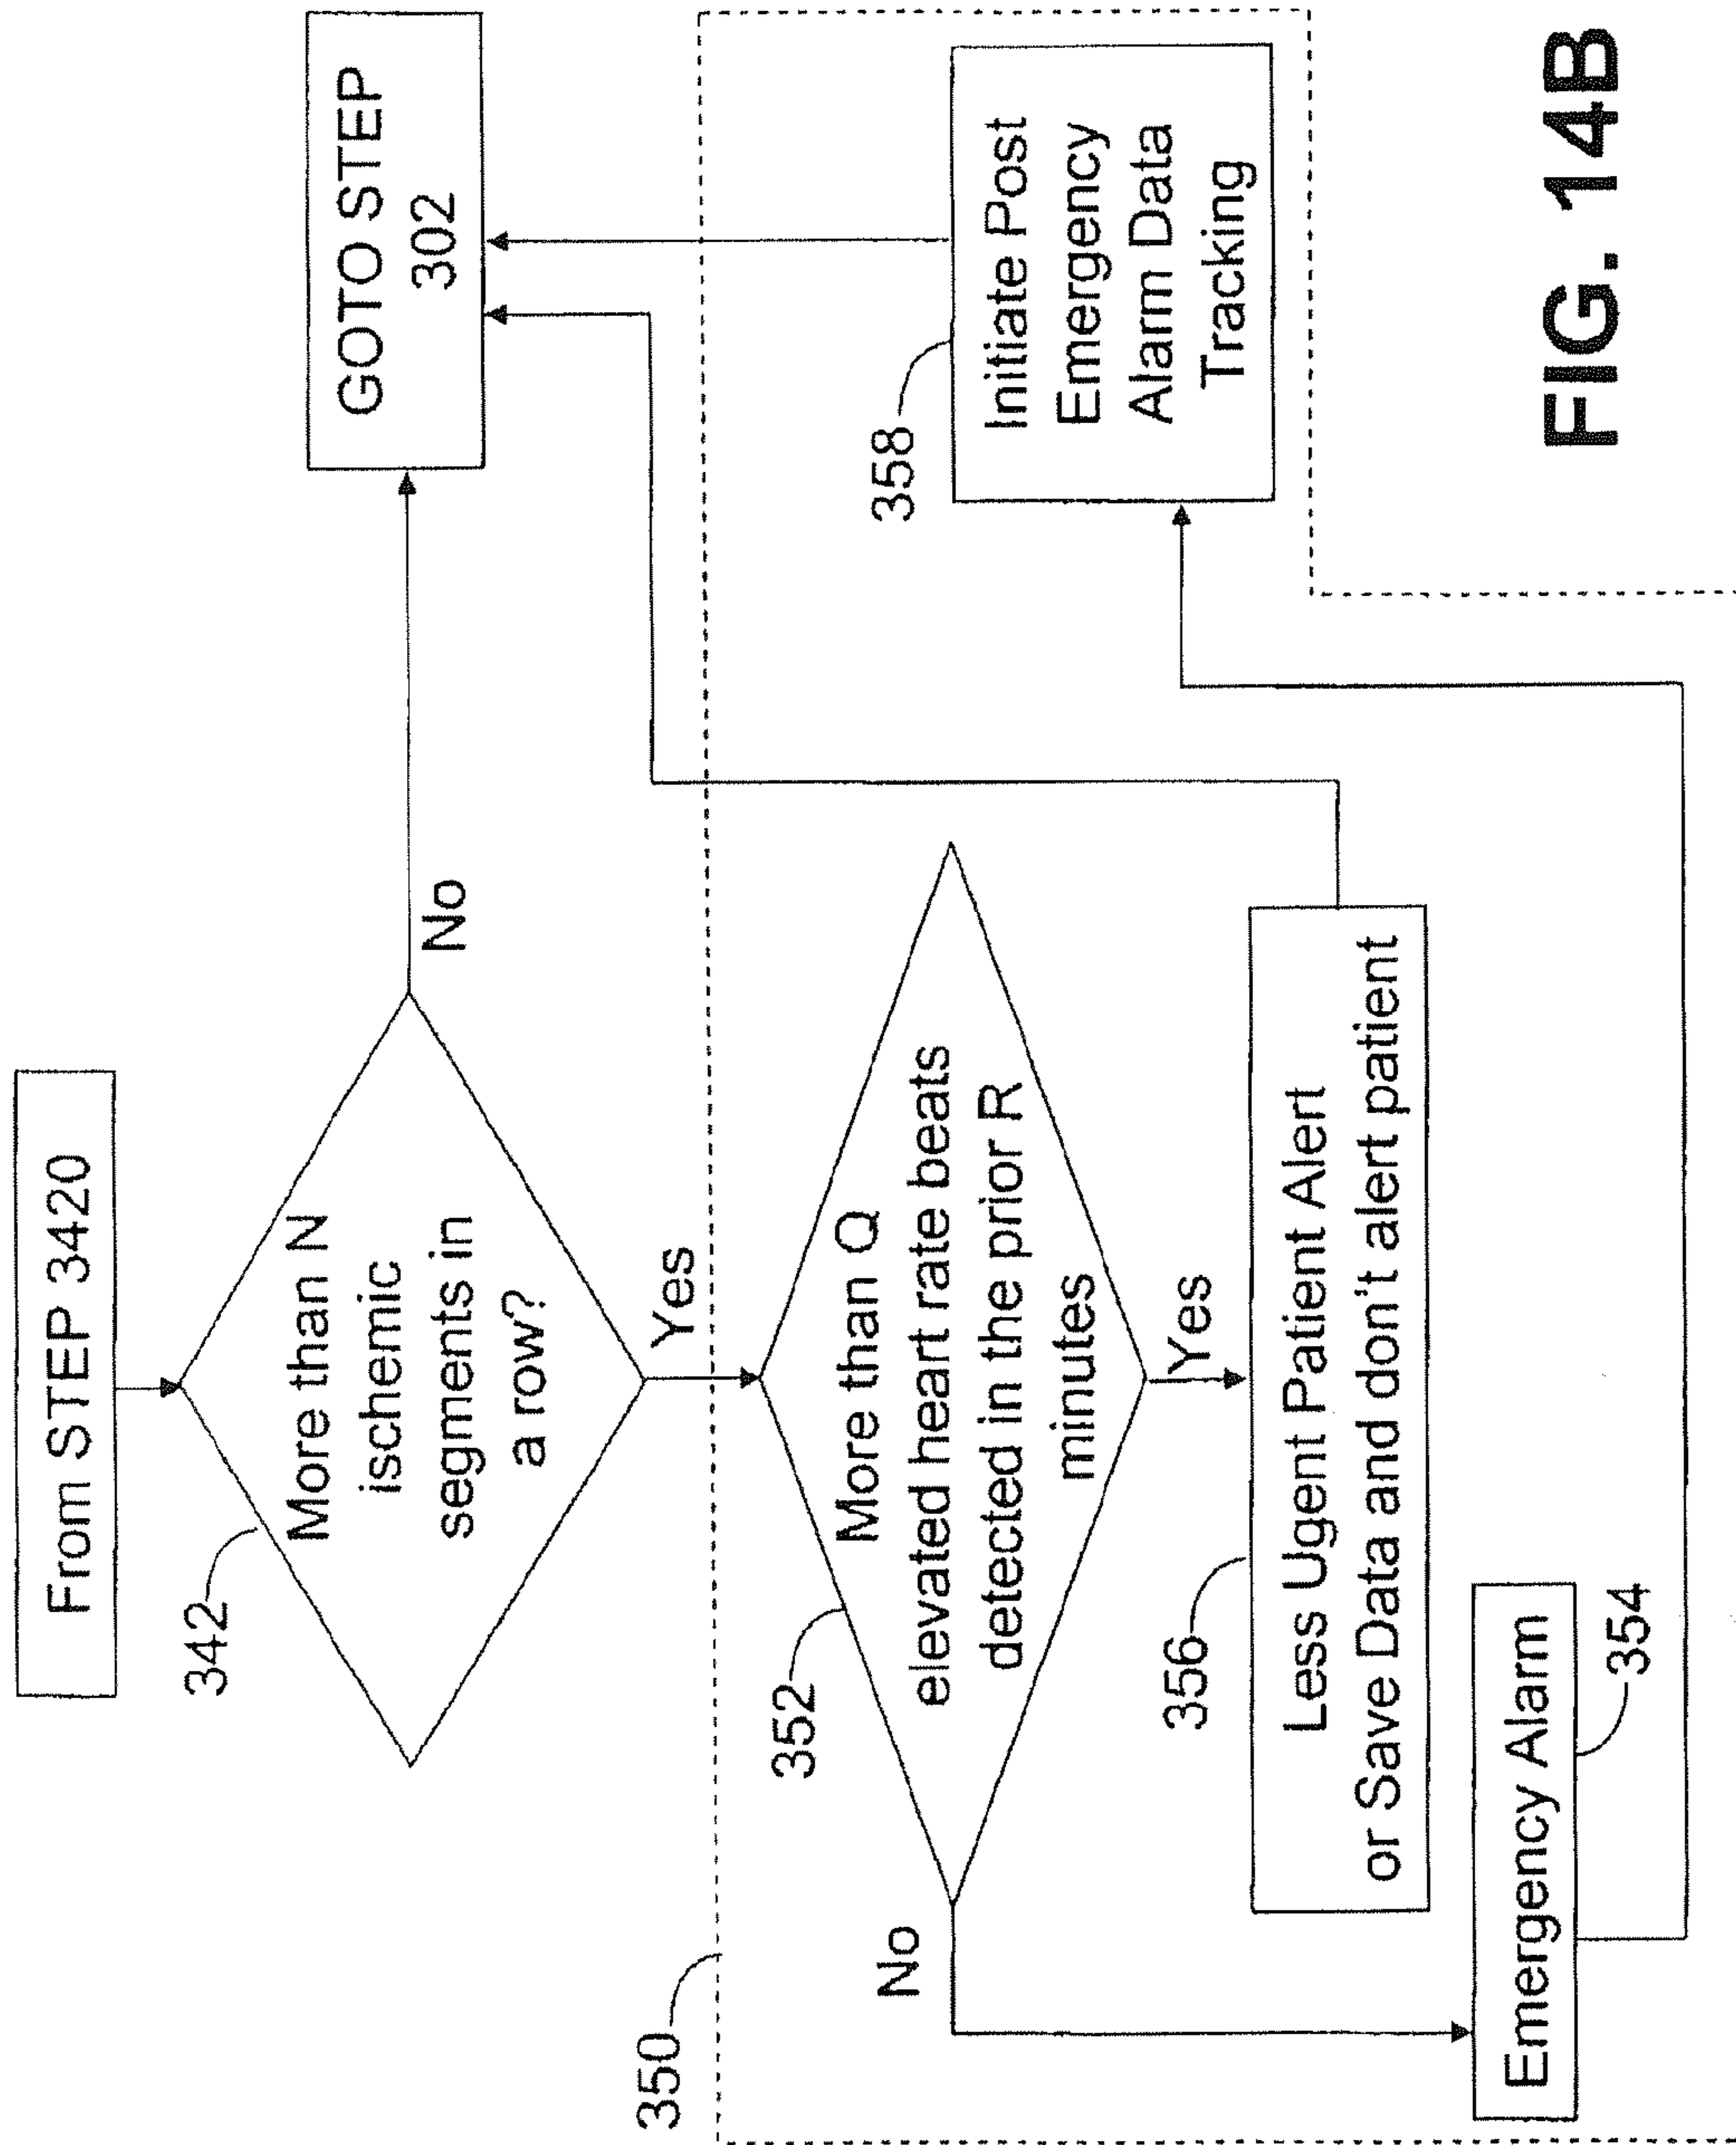 From STEP 3420
342
More than N
ischemic
segments in
a row?
No
GOTO STEP
302
Yes
350
352
More than Q
elevated heart rate beats
detected in the prior R
minutes
No
Yes
356
Less Ugent Patient Alert
or Save Data and don't alert patient
Emergency Alarm
354
358
Initiate Post
Emergency
Alarm Data
Tracking
FIG. 14B